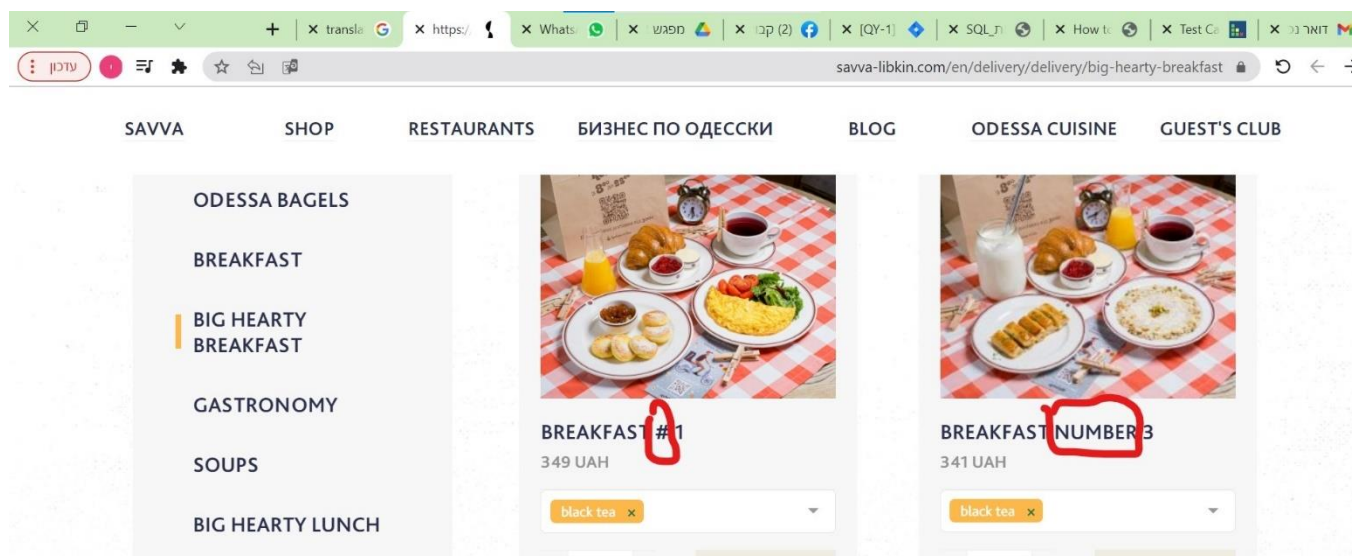 transla
https:/
Whats
מפגש
(2) קבו
[QY-1]
SQL_
How to
Test Ca
דואר נכ
עדכון
savva-libkin.com/en/delivery/delivery/big-hearty-breakfast
SAVVA SHOP RESTAURANTS БИЗНЕС ПО ОДЕССКИ BLOG ODESSA CUISINE GUEST'S CLUB
ODESSA BAGELS
BREAKFAST
BIG HEARTY
BREAKFAST
GASTRONOMY
SOUPS
BIG HEARTY LUNCH
BREAKFAST # 1
349 UAH
black tea ×
BREAKFAST NUMBER 3
341 UAH
black tea ×